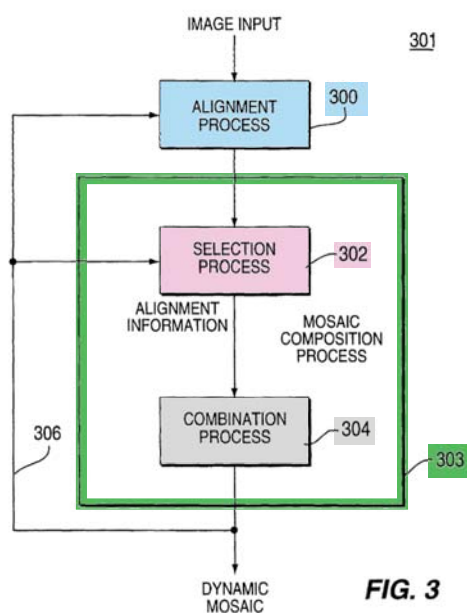 IMAGE INPUT
301
ALIGNMENT
PROCESS
300
SELECTION
PROCESS
302
ALIGNMENT
INFORMATION
MOSAIC
COMPOSITION
PROCESS
COMBINATION
PROCESS
304
306
303
DYNAMIC
MOSAIC
FIG. 3